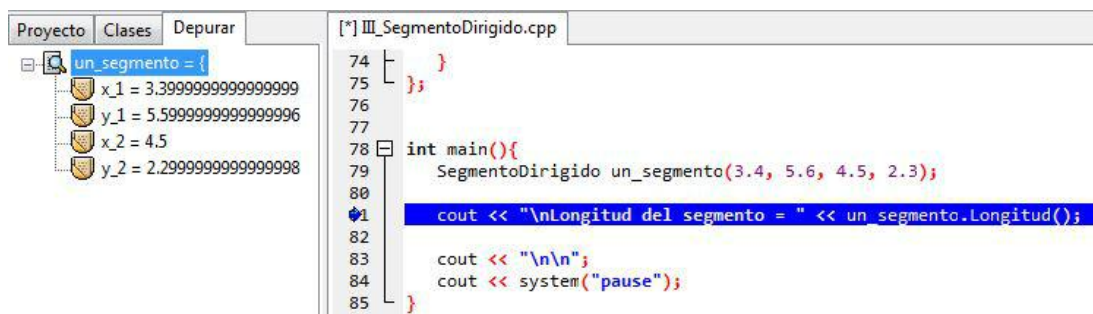 Proyecto Clases Depurar
un_segmento = {
x_1 = 3.3999999999999999
y_1 = 5.5999999999999996
x_2 = 4.5
y_2 = 2.2999999999999998
[*] III_SegmentoDirigido.cpp
74 }
75 };
76
77
78 int main(){
79 SegmentoDirigido un_segmento(3.4, 5.6, 4.5, 2.3);
80
1 cout << "\nLongitud del segmento = " << un_segmento.Longitud();
82
83 cout << "\n\n";
84 cout << system("pause");
85 }